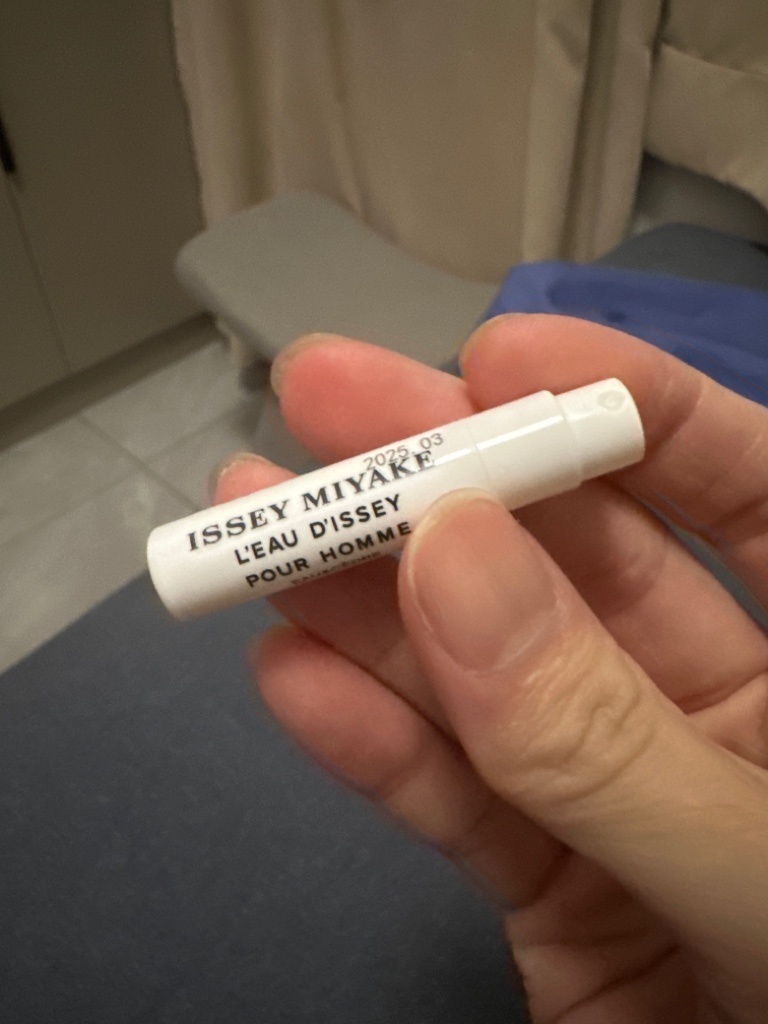 2025 03
ISSEY MIYAKE
L'EAU D'ISSEY
POUR HOMME